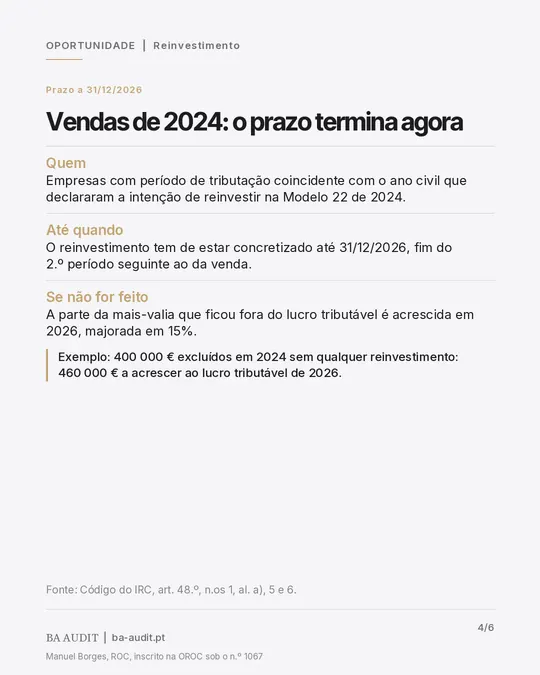 OPORTUNIDADE | Reinvestimento
Prazo a 31/12/2026
Vendas de 2024: o prazo termina agora
Quem
Empresas com período de tributação coincidente com o ano civil que
declararam a intenção de reinvestir na Modelo 22 de 2024.
Até quando
O reinvestimento tem de estar concretizado até 31/12/2026, fim do
2.º período seguinte ao da venda.
Se não for feito
A parte da mais-valia que ficou fora do lucro tributável é acrescida em
2026, majorada em 15%.
Exemplo: 400 000 € excluídos em 2024 sem qualquer reinvestimento:
460 000 € a acrescer ao lucro tributável de 2026.
Fonte: Código do IRC, art. 48.º, n.os 1, al. a), 5 e 6.
4/6
BA AUDIT | ba-audit.pt
Manuel Borges, ROC, inscrito na OROC sob o n.º 1067